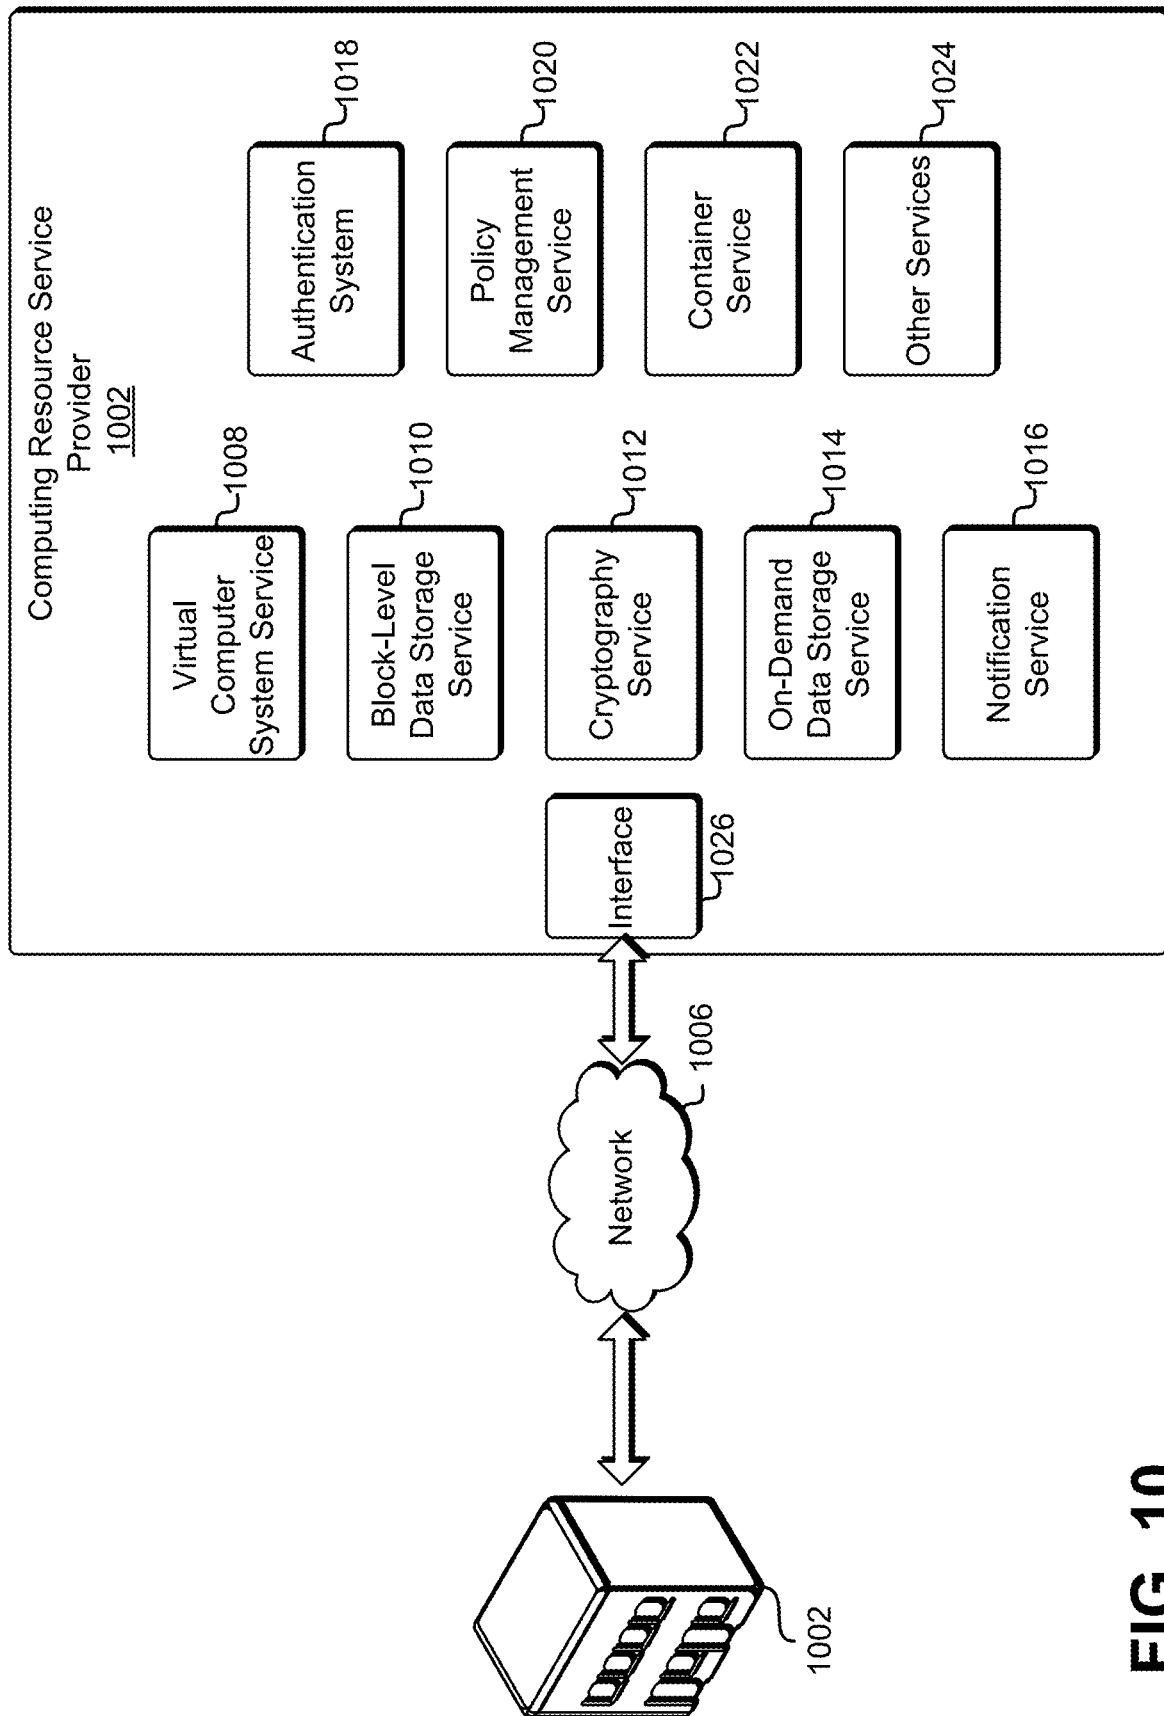 Computing Resource Service
Provider
1002
Virtual
Computer
System Service
1008
Block-Level
Data Storage
Service
1010
Cryptography
Service
1012
On-Demand
Data Storage
Service
1014
Notification
Service
1016
Authentication
System
1018
Policy
Management
Service
1020
Container
Service
1022
Other Services
1024
Interface
1026
Network
1006
1002
FIG. 10